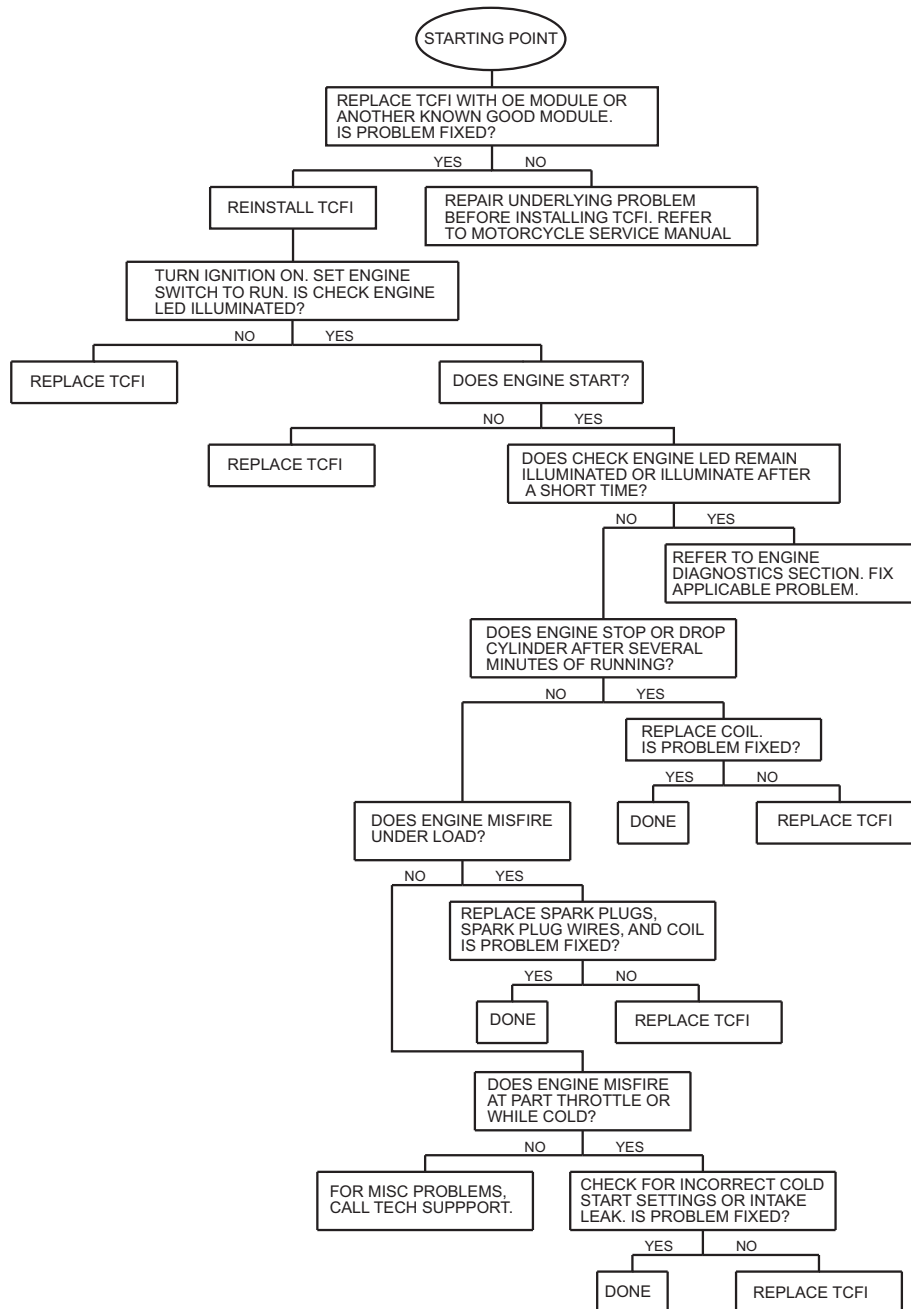 STARTING POINT
REPLACE TCFI WITH OE MODULE OR
ANOTHER KNOWN GOOD MODULE.
IS PROBLEM FIXED?
YES
NO
REINSTALL TCFI
REPAIR UNDERLYING PROBLEM
BEFORE INSTALLING TCFI. REFER
TO MOTORCYCLE SERVICE MANUAL
TURN IGNITION ON. SET ENGINE
SWITCH TO RUN. IS CHECK ENGINE
LED ILLUMINATED?
NO
YES
REPLACE TCFI
DOES ENGINE START?
NO
YES
REPLACE TCFI
DOES CHECK ENGINE LED REMAIN
ILLUMINATED OR ILLUMINATE AFTER
A SHORT TIME?
NO
YES
REFER TO ENGINE
DIAGNOSTICS SECTION. FIX
APPLICABLE PROBLEM.
DOES ENGINE STOP OR DROP
CYLINDER AFTER SEVERAL
MINUTES OF RUNNING?
NO
YES
REPLACE COIL.
IS PROBLEM FIXED?
YES
NO
DONE
REPLACE TCFI
DOES ENGINE MISFIRE
UNDER LOAD?
NO
YES
REPLACE SPARK PLUGS,
SPARK PLUG WIRES, AND COIL
IS PROBLEM FIXED?
YES
NO
DONE
REPLACE TCFI
DOES ENGINE MISFIRE
AT PART THROTTLE OR
WHILE COLD?
NO
YES
FOR MISC PROBLEMS,
CALL TECH SUPPPORT.
CHECK FOR INCORRECT COLD
START SETTINGS OR INTAKE
LEAK. IS PROBLEM FIXED?
YES
NO
DONE
REPLACE TCFI